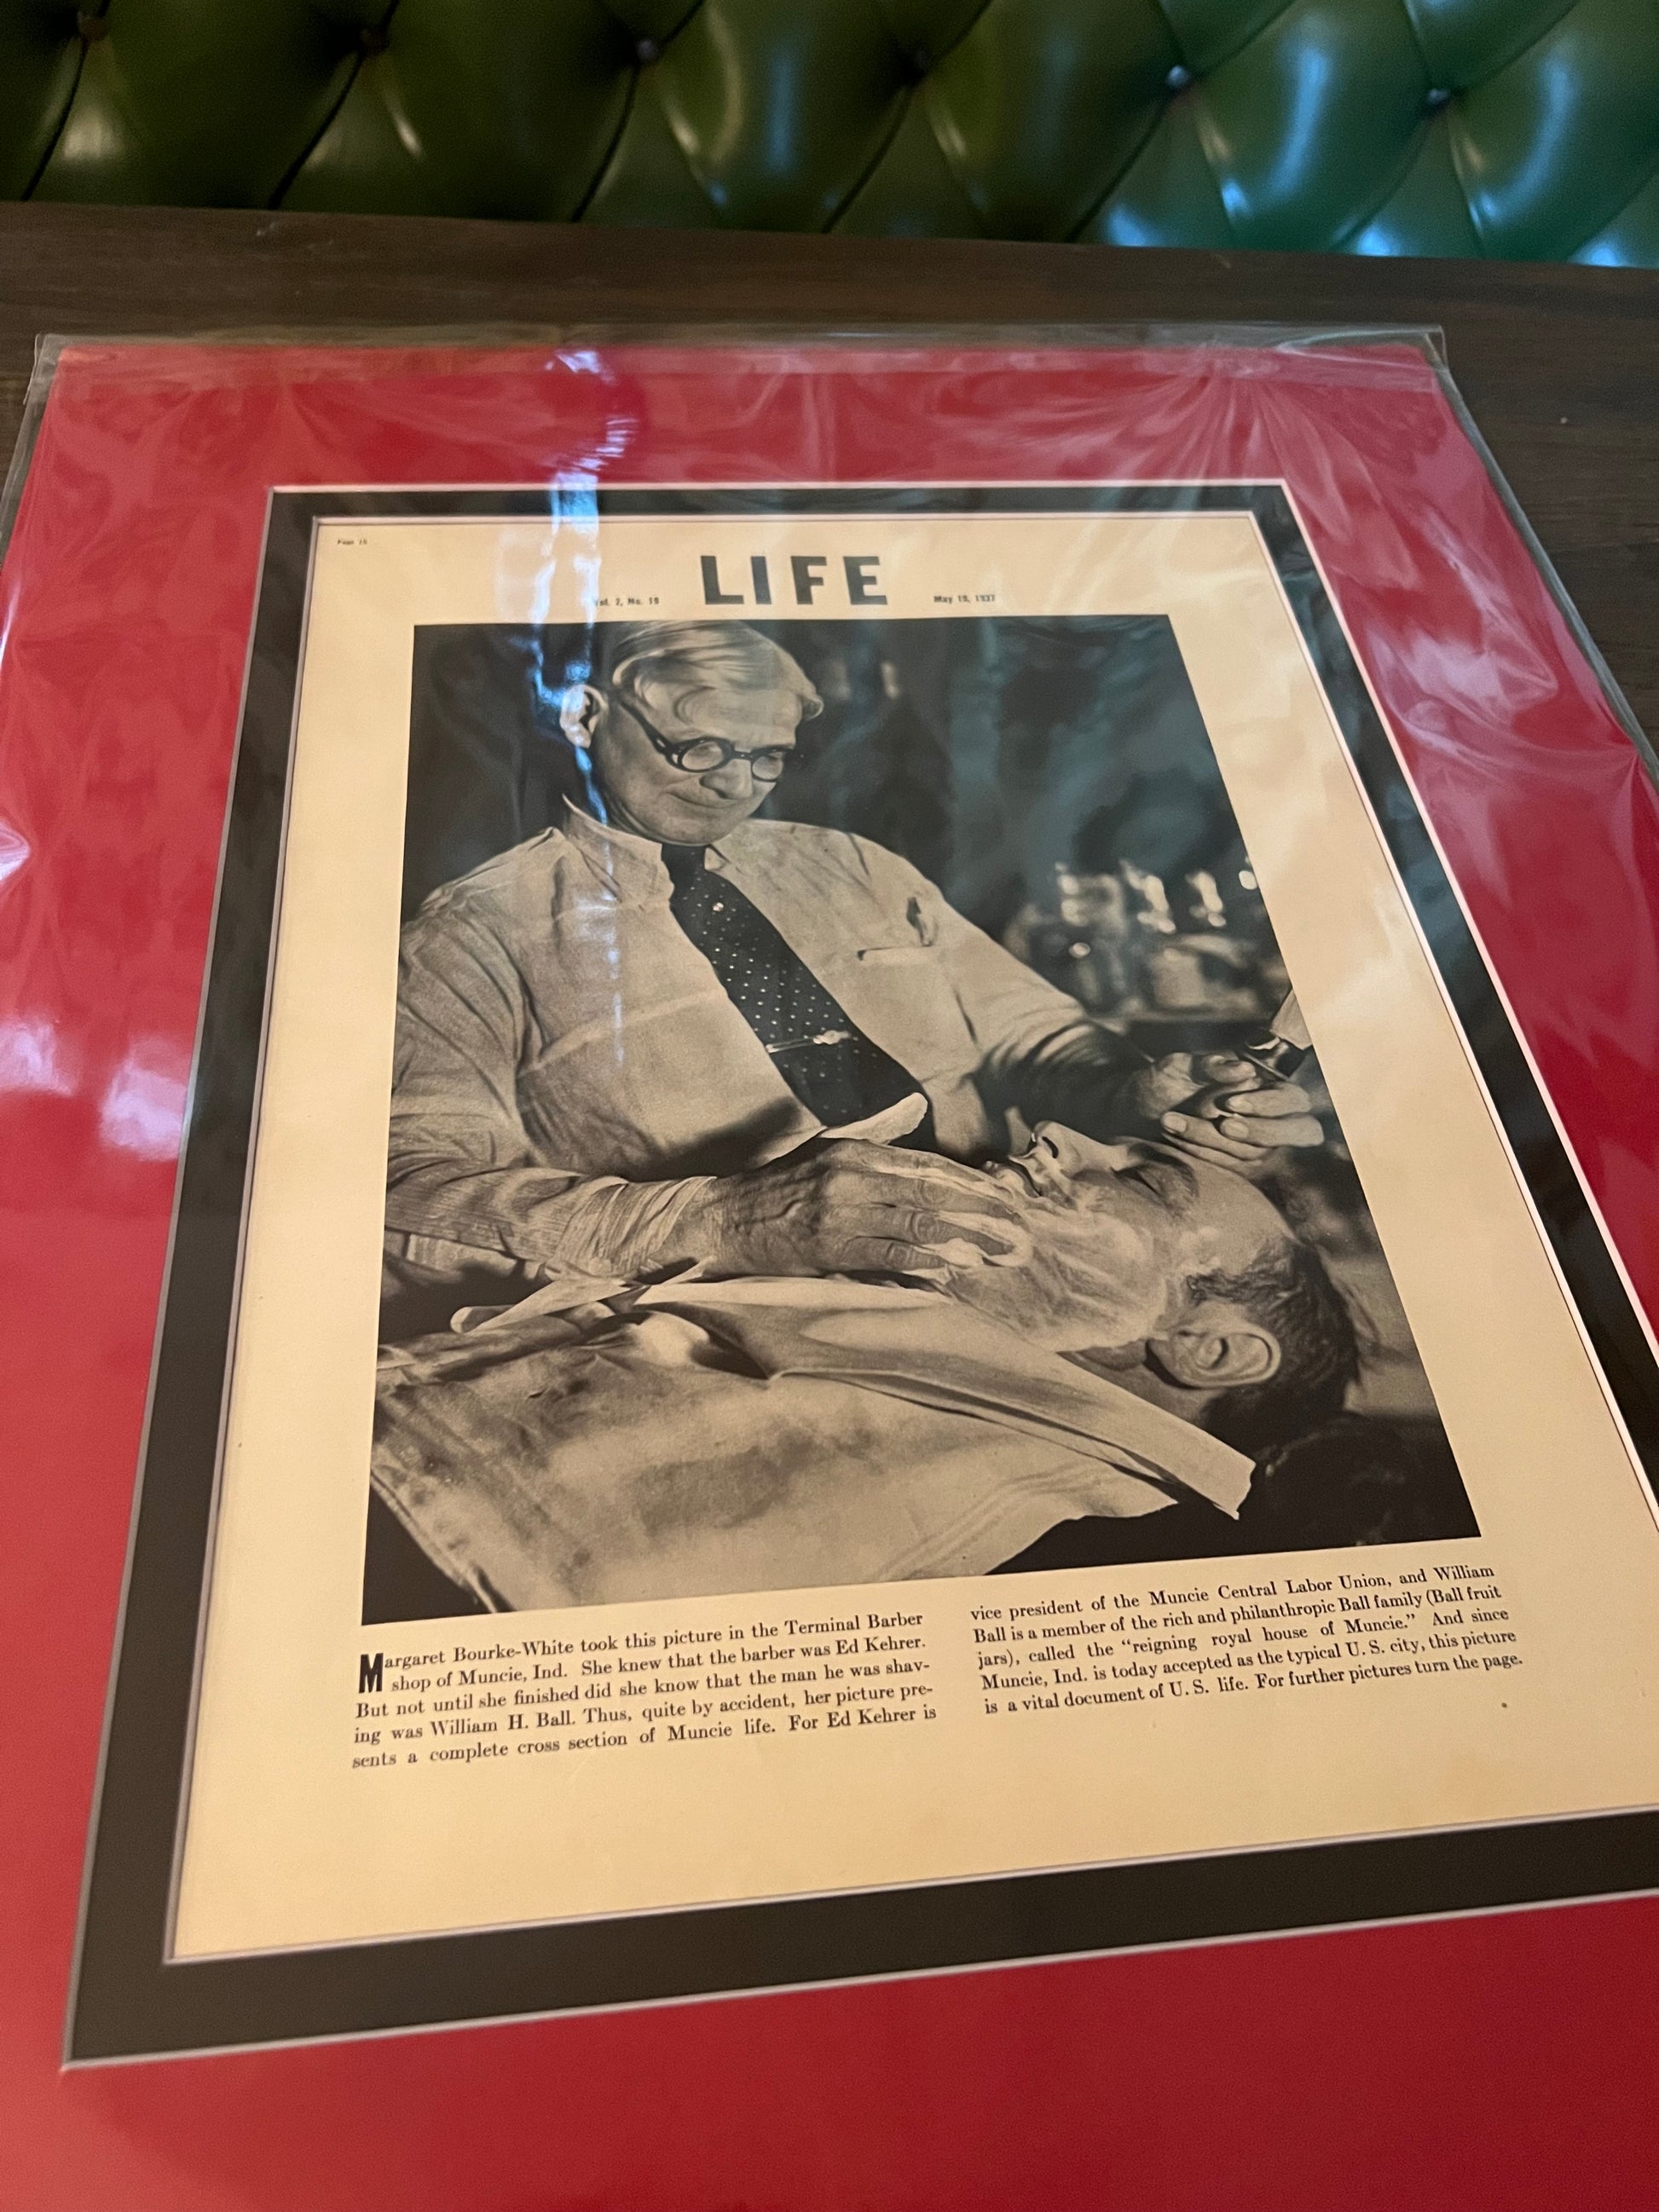 Page 15
LIFE
Vol. 2, No. 19
May 10, 1937
Margaret Bourke-White took this picture in the Terminal Barber
shop of Muncie, Ind. She knew that the barber was Ed Kehrer.
But not until she finished did she know that the man he was shav-
ing was William H. Ball. Thus, quite by accident, her picture pre-
sents a complete cross section of Muncie life. For Ed Kehrer is
vice president of the Muncie Central Labor Union, and William
Ball is a member of the rich and philanthropic Ball family (Ball fruit
jars), called the “reigning royal house of Muncie.” And since
Muncie, Ind. is today accepted as the typical U. S. city, this picture
is a vital document of U. S. life. For further pictures turn the page.